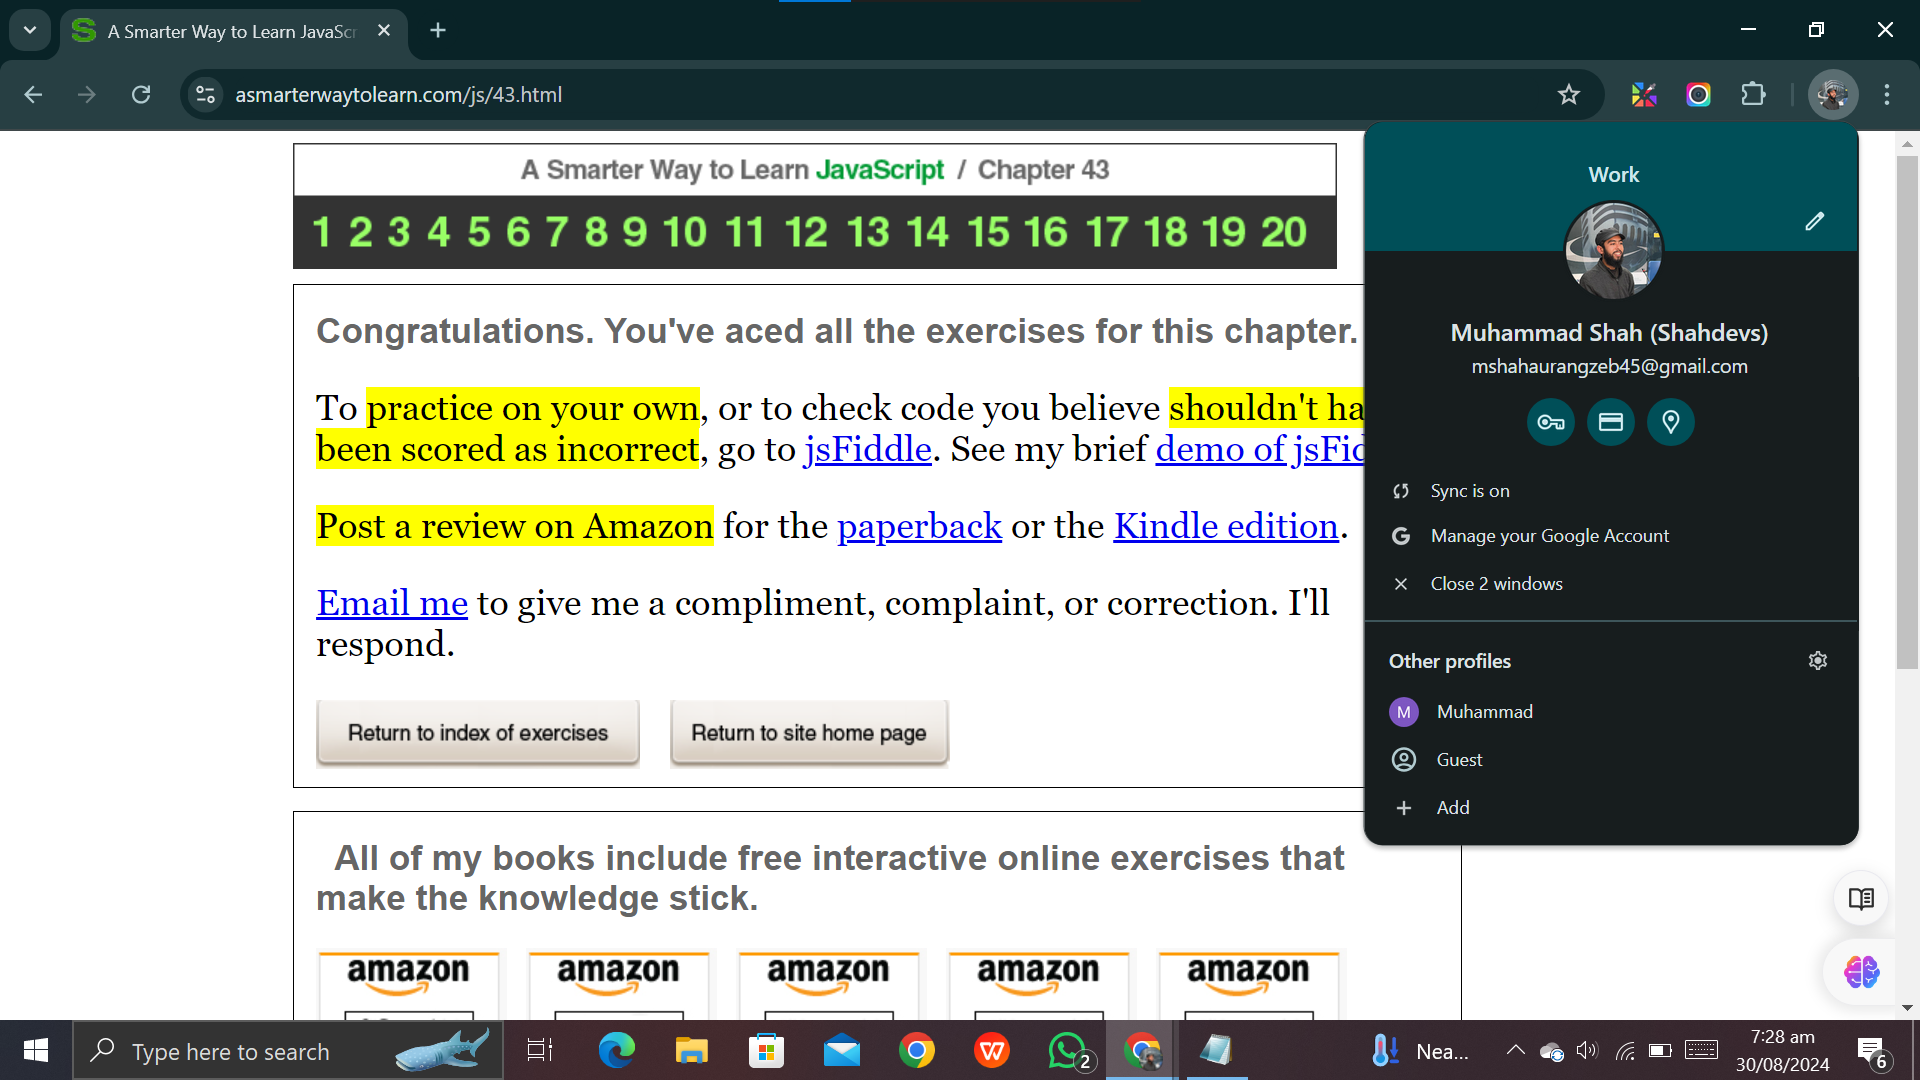 A Smarter Way to Learn JavaScr
asmarterwaytolearn.com/js/43.html
A Smarter Way to Learn JavaScript / Chapter 43
1 2 3 4 5 6 7 8 9 10 11 12 13 14 15 16 17 18 19 20
Congratulations. You've aced all the exercises for this chapter.
To practice on your own, or to check code you believe shouldn't ha
been scored as incorrect, go to jsFiddle. See my brief demo of jsFid
Post a review on Amazon for the paperback or the Kindle edition.
Email me to give me a compliment, complaint, or correction. I'll
respond.
Return to index of exercises
Return to site home page
All of my books include free interactive online exercises that
make the knowledge stick.
amazon
amazon
amazon
amazon
amazon
Work
Muhammad Shah (Shahdevs)
mshahaurangzeb45@gmail.com
Sync is on
Manage your Google Account
Close 2 windows
Other profiles
M Muhammad
Guest
Add
Type here to search
2
Nea...
7:28 am
30/08/2024
6